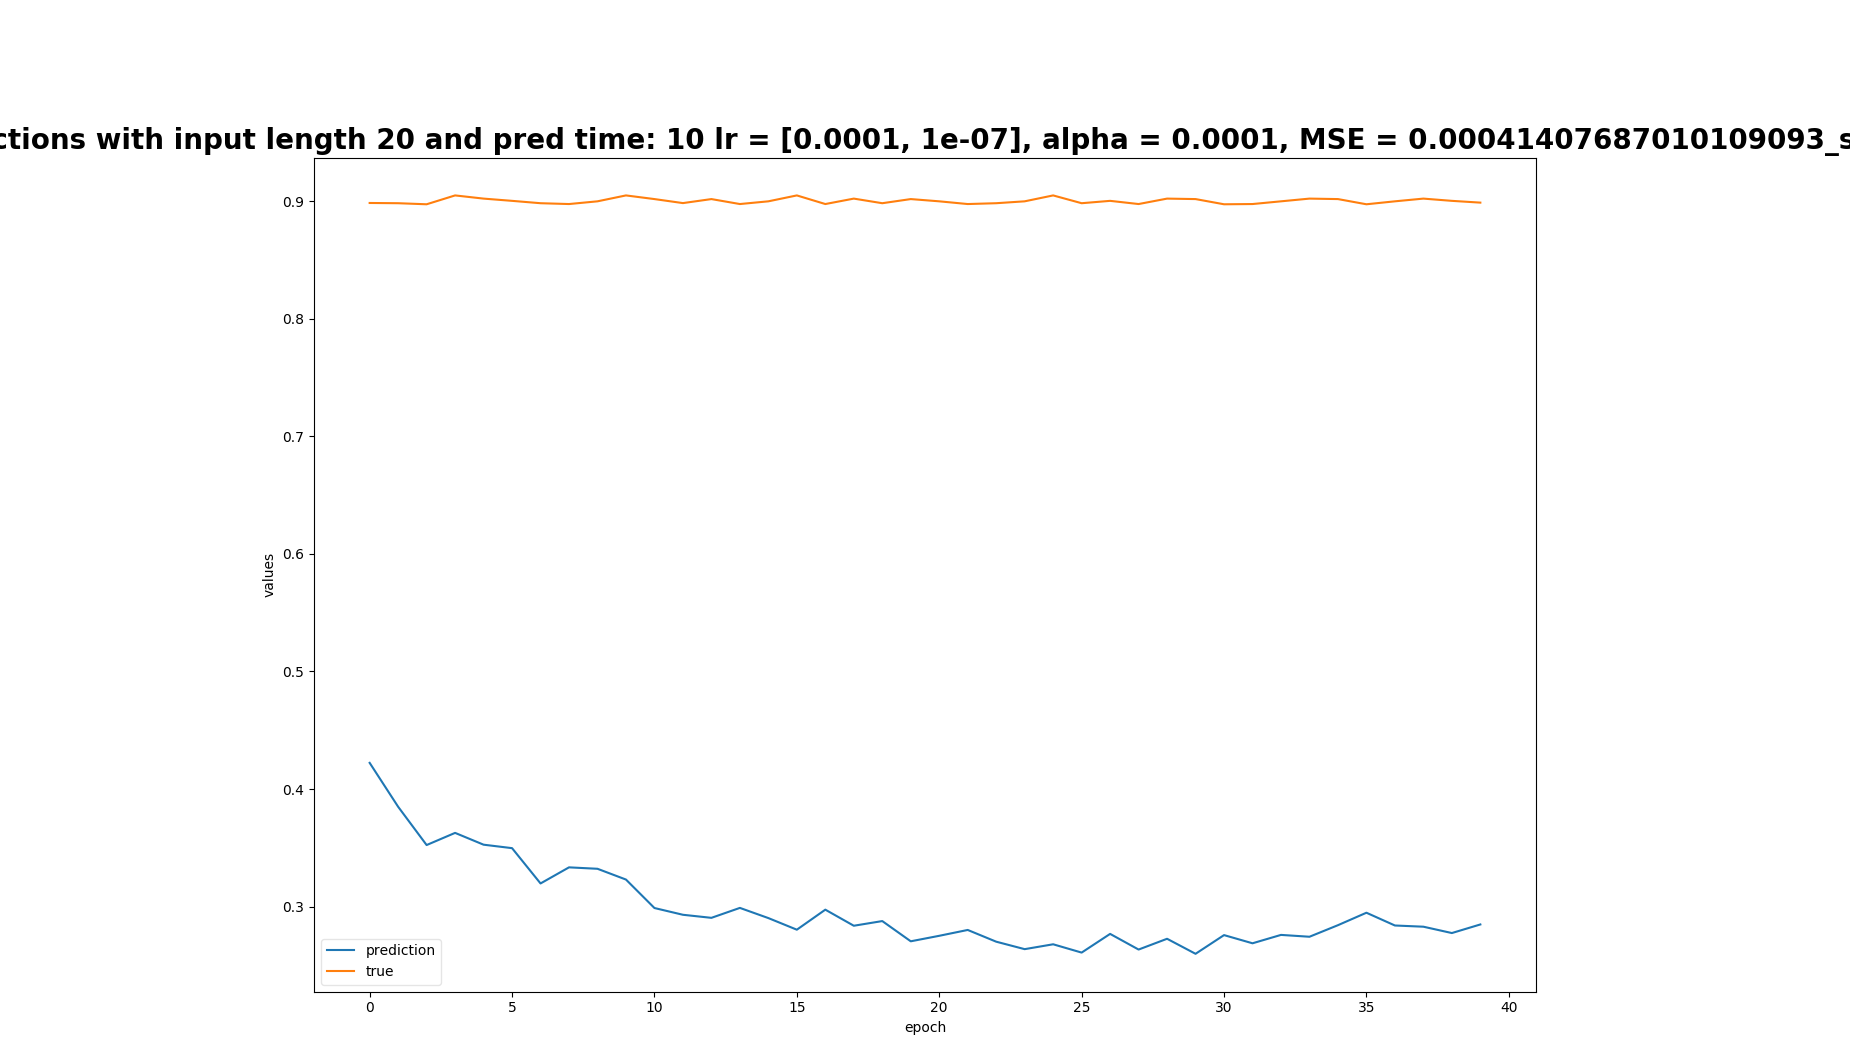 with input length 20 and pred time: 10 lr = [0.0001, 1e-07], alpha = 0.0001, MSE = 0.00041407687010109093_s
0.9
0.8
0.7
0.6
0.5
0.4
0.3
values
prediction
true
0 5 10 15 20 25 30 35 40
epoch